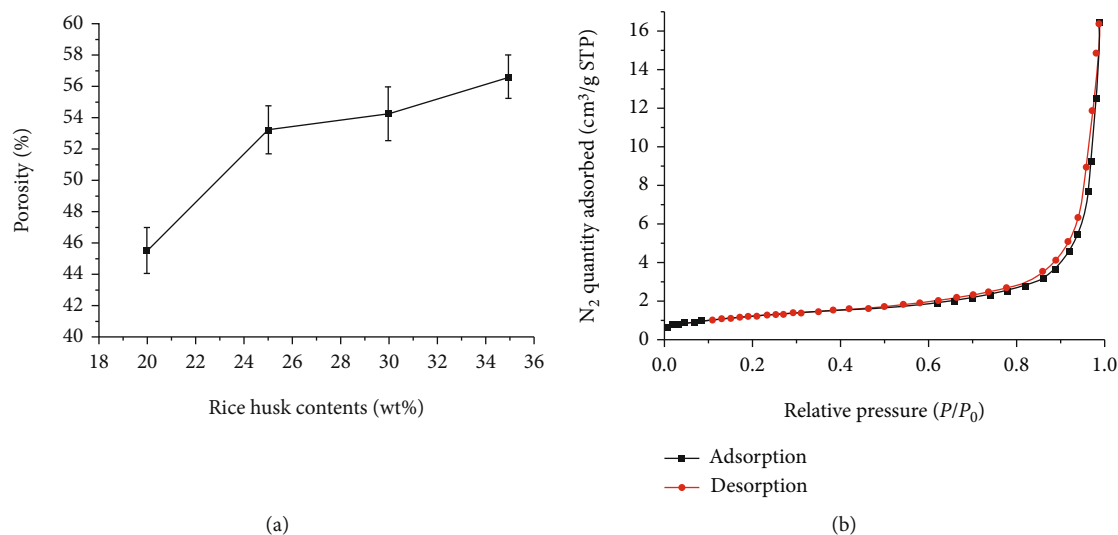 60
58
56
54
52
50
48
46
44
42
40
18 20 22 24 26 28 30 32 34 36
Porosity (%)
Rice husk contents (wt%)
(a)
16
14
12
10
8
6
4
2
0
0.0 0.2 0.4 0.6 0.8 1.0
N₂ quantity adsorbed (cm³/g STP)
Relative pressure (P/P₀)
Adsorption
Desorption
(b)